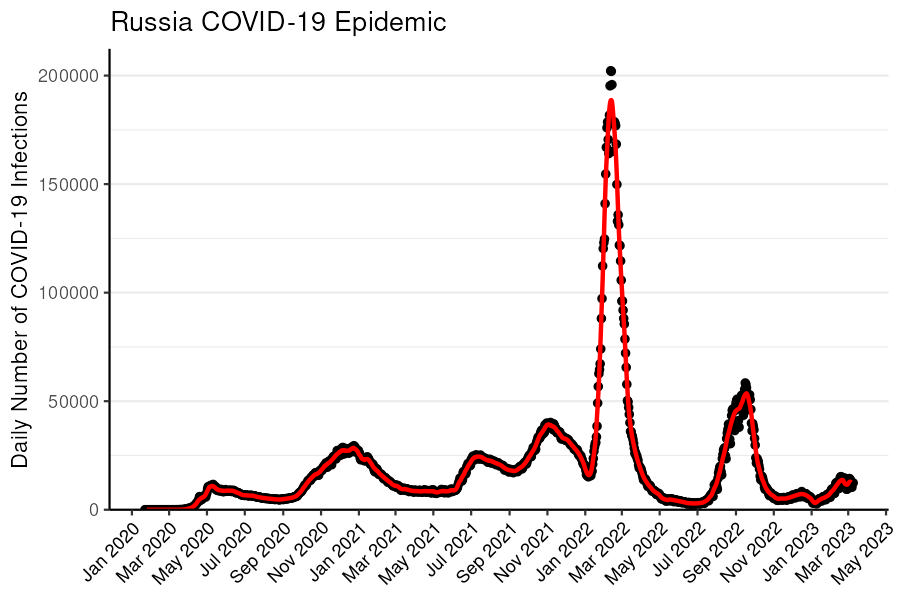 Russia COVID-19 Epidemic
Daily Number of COVID-19 Infections
200000
150000
100000
50000
0
Jan 2020
Mar 2020
May 2020
Jul 2020
Sep 2020
Nov 2020
Jan 2021
Mar 2021
May 2021
Jul 2021
Sep 2021
Nov 2021
Jan 2022
Mar 2022
May 2022
Jul 2022
Sep 2022
Nov 2022
Jan 2023
Mar 2023
May 2023